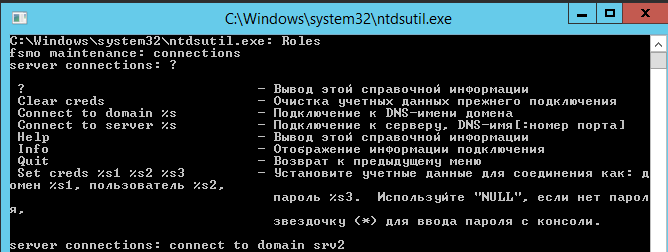 C:\Windows\system32\ntdsutil.exe
C:\Windows\system32\ntdsutil.exe: Roles
fsmo maintenance: connections
server connections: ?
? - Вывод этой справочной информации
Clear creds - Очистка учетных данных прежнего подключения
Connect to domain %s - Подключение к DNS-имени домена
Connect to server %s - Подключение к серверу, DNS-имя[:номер порта]
Help - Вывод этой справочной информации
Info - Отображение информации подключения
Quit - Возврат к предыдущему меню
Set creds %s1 %s2 %s3 - Установите учетные данные для соединения как: д
омен %s1, пользователь %s2,
пароль %s3. Используйте "NULL", если нет парол
я,
звездочку (*) для ввода пароля с консоли.
server connections: connect to domain srv2